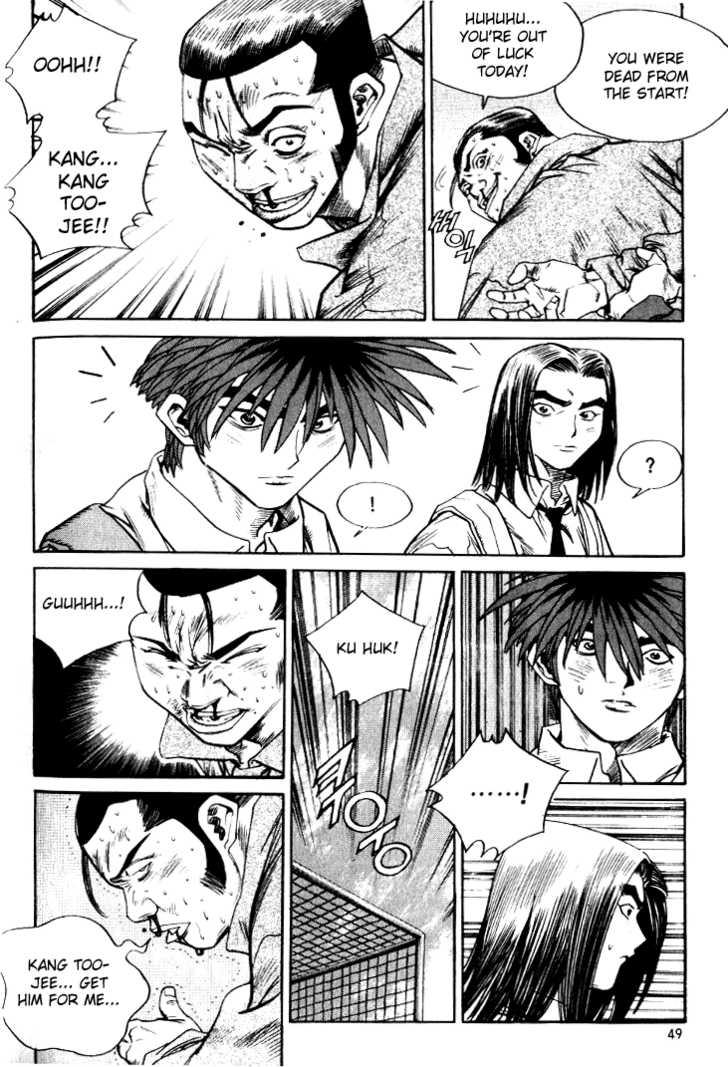 OOHH!!
KANG...
KANG
TOO-
JEE!!
HUHUHU...
YOU'RE OUT
OF LUCK
TODAY!
YOU WERE
DEAD FROM
THE START!
!
?
GUUHHH...!
KU HUK!
......!
KANG TOO-
JEE... GET
HIM FOR ME...
49